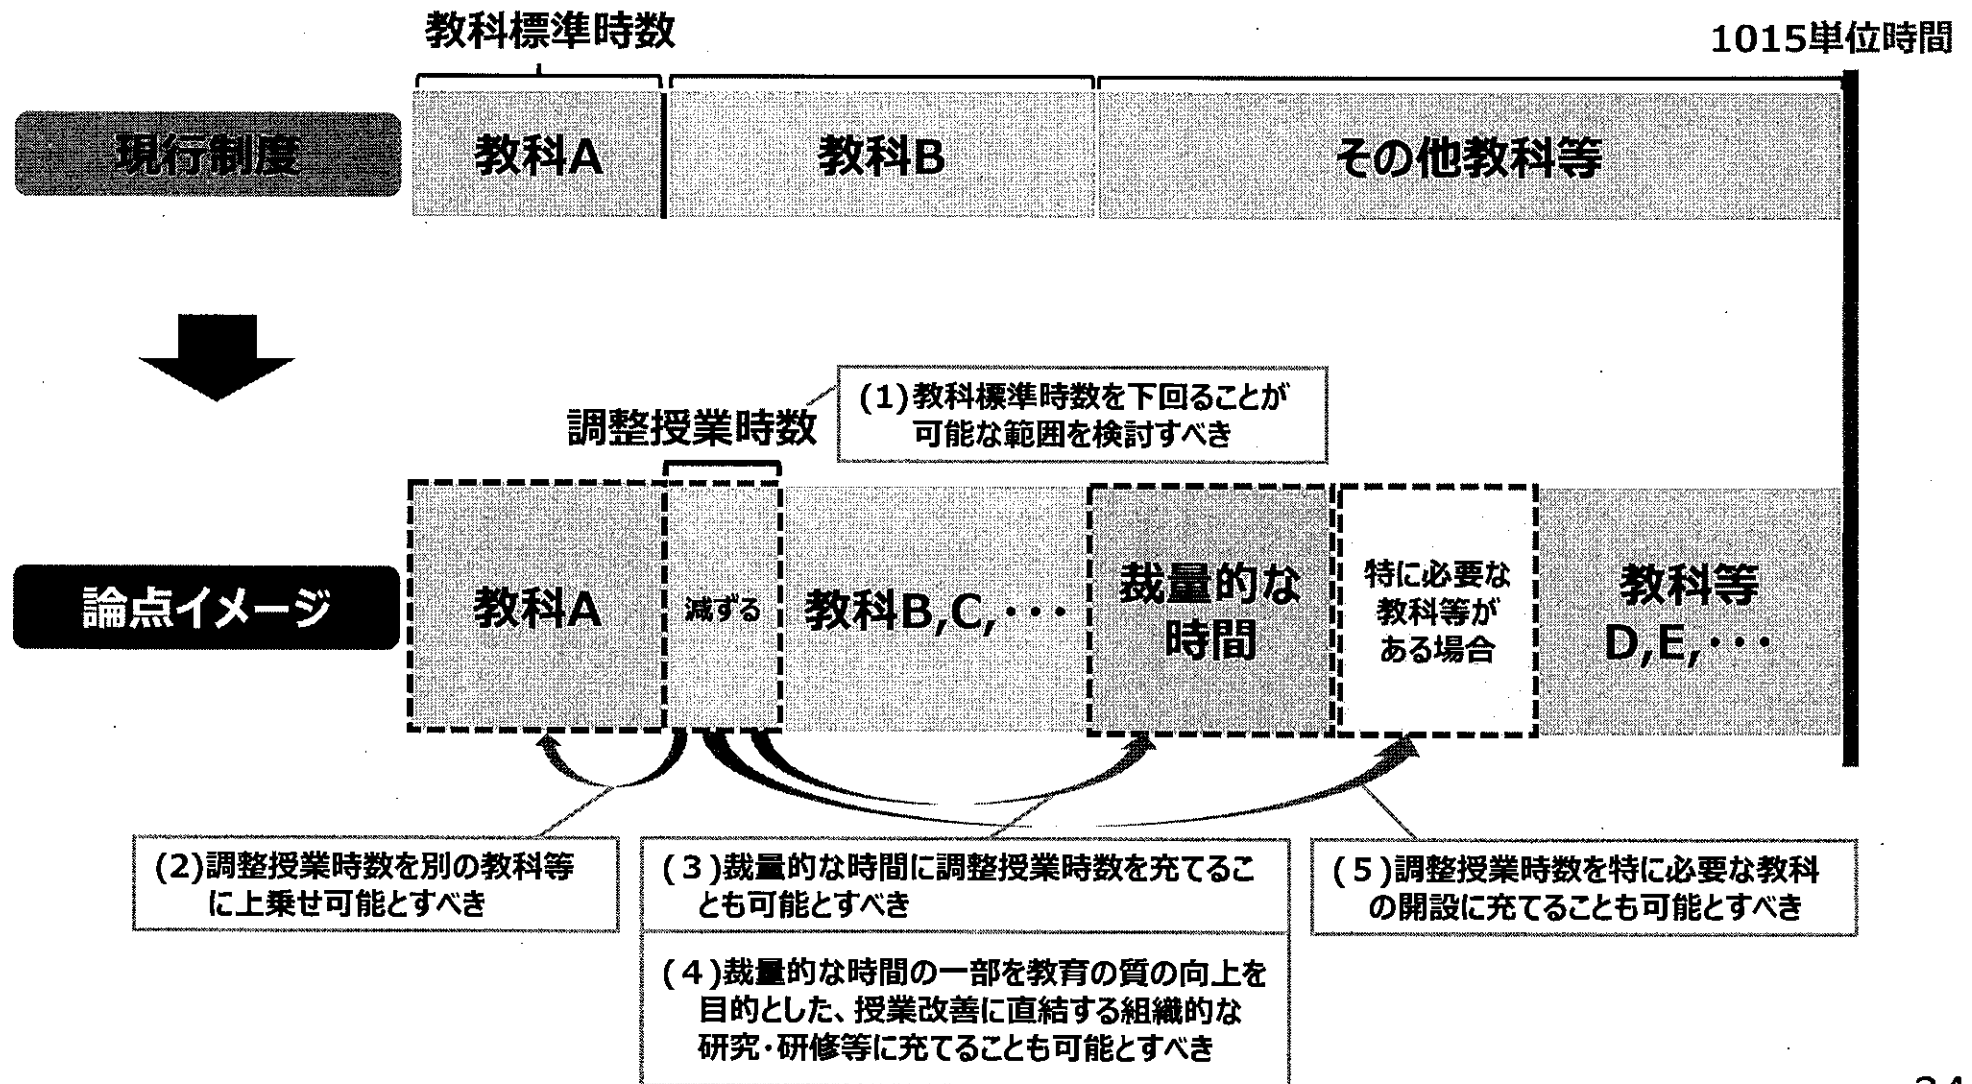 教科標準時数
1015単位時間
現行制度
教科A
教科B
その他教科等
(1)教科標準時数を下回ることが
可能な範囲を検討すべき
調整授業時数
論点イメージ
教科A
減ずる
教科B,C,・・・
裁量的な
時間
特に必要な
教科等が
ある場合
教科等
D,E,・・・
(2)調整授業時数を別の教科等
に上乗せ可能とすべき
(3)裁量的な時間に調整授業時数を充てるこ
とも可能とすべき
(4)裁量的な時間の一部を教育の質の向上を
目的とした、授業改善に直結する組織的な
研究・研修等に充てることも可能とすべき
(5)調整授業時数を特に必要な教科
の開設に充てることも可能とすべき